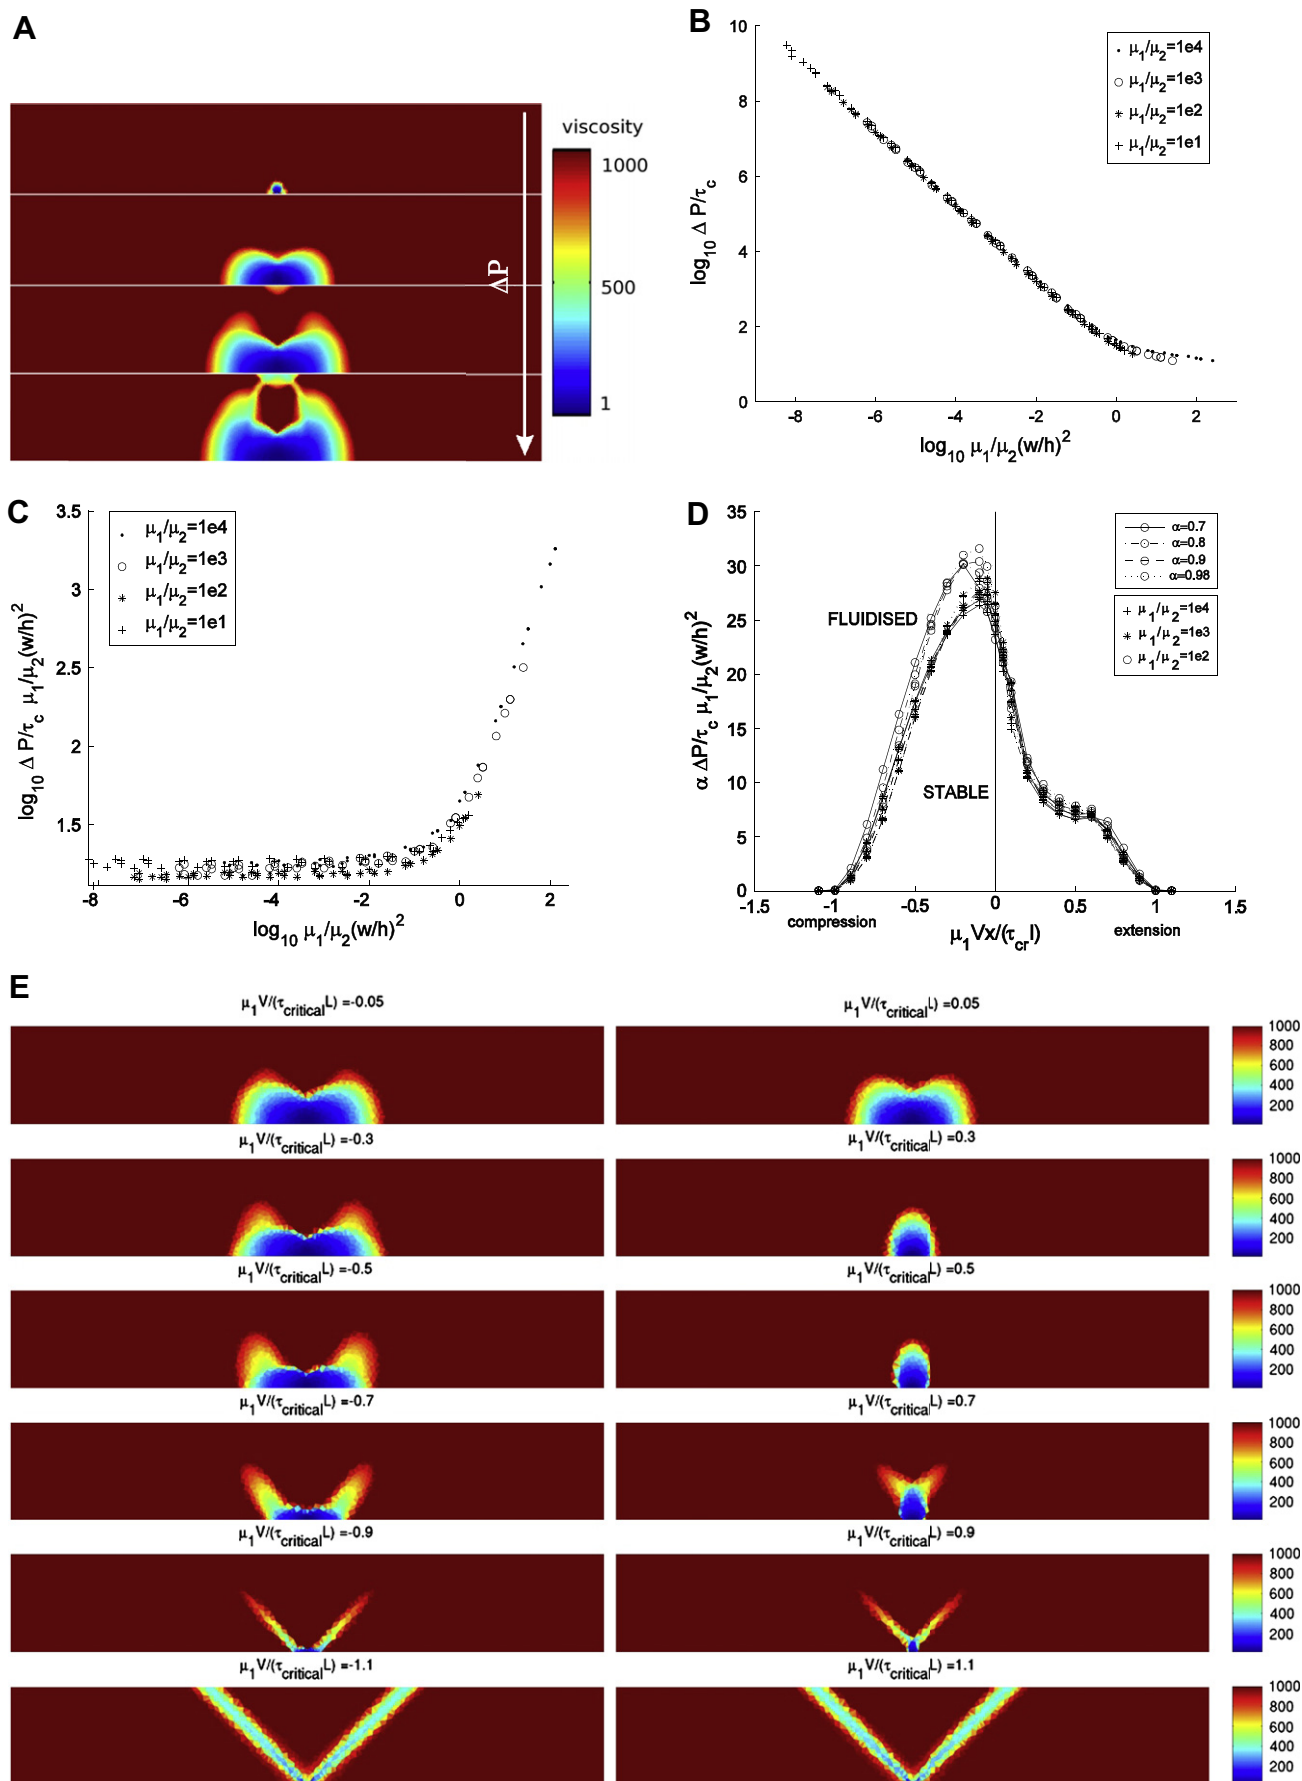 A
viscosity
1000
500
1
ΔP
B
10
8
6
4
2
0
log10 Δ P/τc
-8 -6 -4 -2 0 2
log10 μ1/μ2(w/h)2
μ1/μ2=1e4
μ1/μ2=1e3
μ1/μ2=1e2
μ1/μ2=1e1
C
3.5
3
2.5
2
1.5
log10 Δ P/τc μ1/μ2(w/h)2
-8 -6 -4 -2 0 2
log10 μ1/μ2(w/h)2
μ1/μ2=1e4
μ1/μ2=1e3
μ1/μ2=1e2
μ1/μ2=1e1
D
35
30
25
20
15
10
5
0
α ΔP/τc μ1/μ2(w/h)2
FLUIDISED
STABLE
α=0.7
α=0.8
α=0.9
α=0.98
μ1/μ2=1e4
μ1/μ2=1e3
μ1/μ2=1e2
-1.5 -1 -0.5 0 0.5 1 1.5
compression
extension
μ1Vx/(τcrl)
E
μ1V/(τcriticalL) =-0.05
μ1V/(τcriticalL) =0.05
1000
800
600
400
200
μ1V/(τcriticalL) =-0.3
μ1V/(τcriticalL) =0.3
1000
800
600
400
200
μ1V/(τcriticalL) =-0.5
μ1V/(τcriticalL) =0.5
1000
800
600
400
200
μ1V/(τcriticalL) =-0.7
μ1V/(τcriticalL) =0.7
1000
800
600
400
200
μ1V/(τcriticalL) =-0.9
μ1V/(τcriticalL) =0.9
1000
800
600
400
200
μ1V/(τcriticalL) =-1.1
μ1V/(τcriticalL) =1.1
1000
800
600
400
200